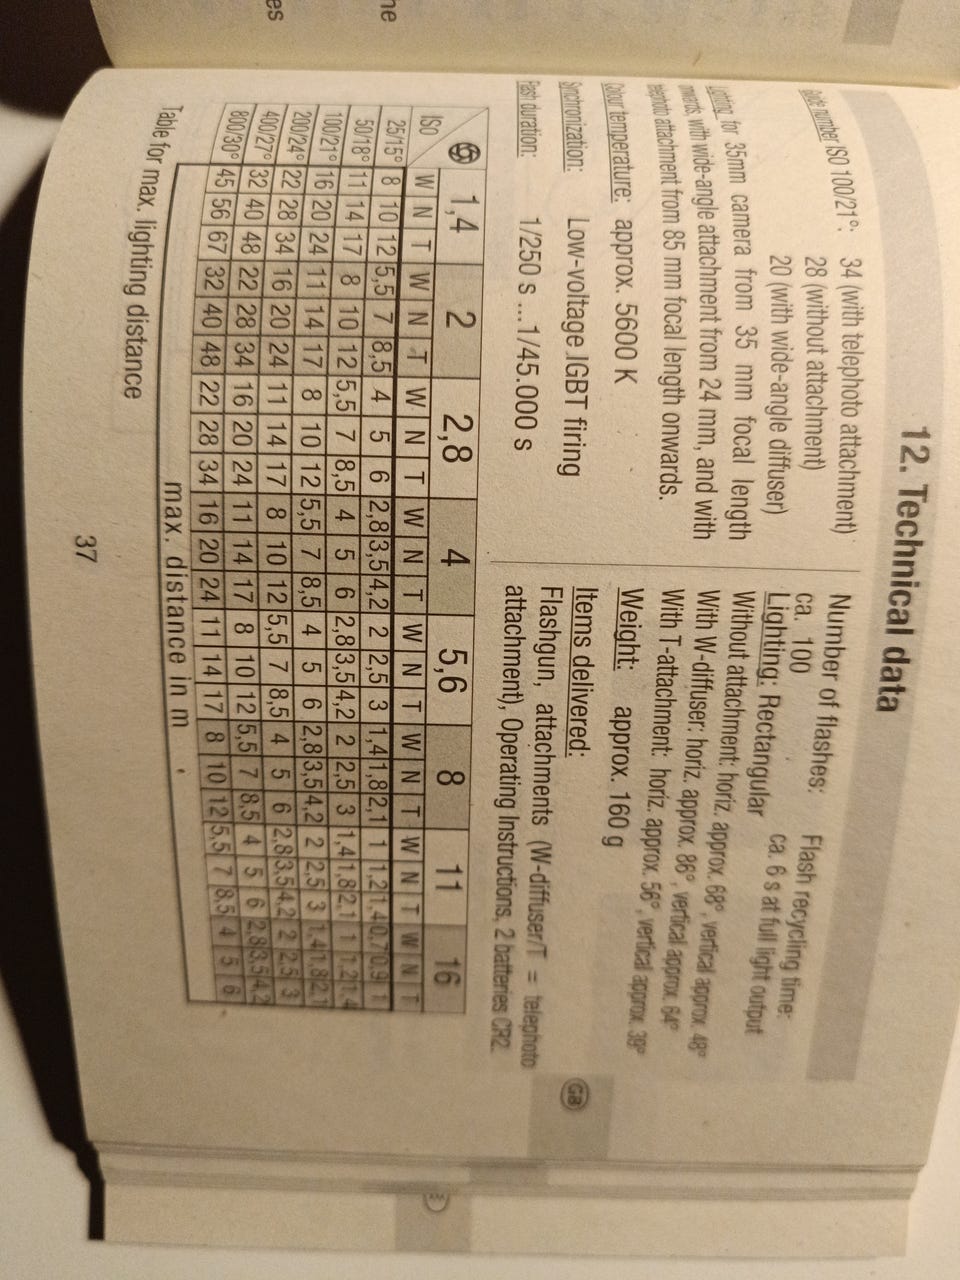 12. Technical data
Guide number ISO 100/21º: 34 (with telephoto attachment)
28 (without attachment)
20 (with wide-angle diffuser)
Lighting: for 35mm camera from 35 mm focal length
onwards, with wide-angle attachment from 24 mm, and with
telephoto attachment from 85 mm focal length onwards.
Colour temperature: approx. 5600 K
Synchronization: Low-voltage IGBT firing
Flash duration: 1/250 s ... 1/45.000 s
Number of flashes: Flash recycling time:
ca. 100 ca. 6 s at full light output
Lighting: Rectangular
Without attachment: horiz. approx. 68º, vertical approx. 48º
With W-diffuser: horiz. approx. 86º, vertical approx. 64º
With T-attachment: horiz. approx. 56º, vertical approx. 39º
Weight: approx. 160 g
Items delivered:
Flashgun, attachments (W-diffuser/T = telephoto
attachment), Operating Instructions, 2 batteries CR2.
GB
1,4 2 2,8 4 5,6 8 11 16
ISO W N T W N T W N T W N T W N T W N T W N T W N T
25/15º 8 10 12 5,5 7 8,5 4 5 6 2,8 3,5 4,2 2 2,5 3 1,4 1,8 2,1 1 1,2 1,4 0,7 0,9 1
50/18º 11 14 17 8 10 12 5,5 7 8,5 4 5 6 2,8 3,5 4,2 2 2,5 3 1,4 1,8 2,1 1 1,2 1,4
100/21º 16 20 24 11 14 17 8 10 12 5,5 7 8,5 4 5 6 2,8 3,5 4,2 2 2,5 3 1,4 1,8 2,1
200/24º 22 28 34 16 20 24 11 14 17 8 10 12 5,5 7 8,5 4 5 6 2,8 3,5 4,2 2 2,5 3
400/27º 32 40 48 22 28 34 16 20 24 11 14 17 8 10 12 5,5 7 8,5 4 5 6 2,8 3,5 4,2
800/30º 45 56 67 32 40 48 22 28 34 16 20 24 11 14 17 8 10 12 5,5 7 8,5 4 5 6
max. distance in m
Table for max. lighting distance
37